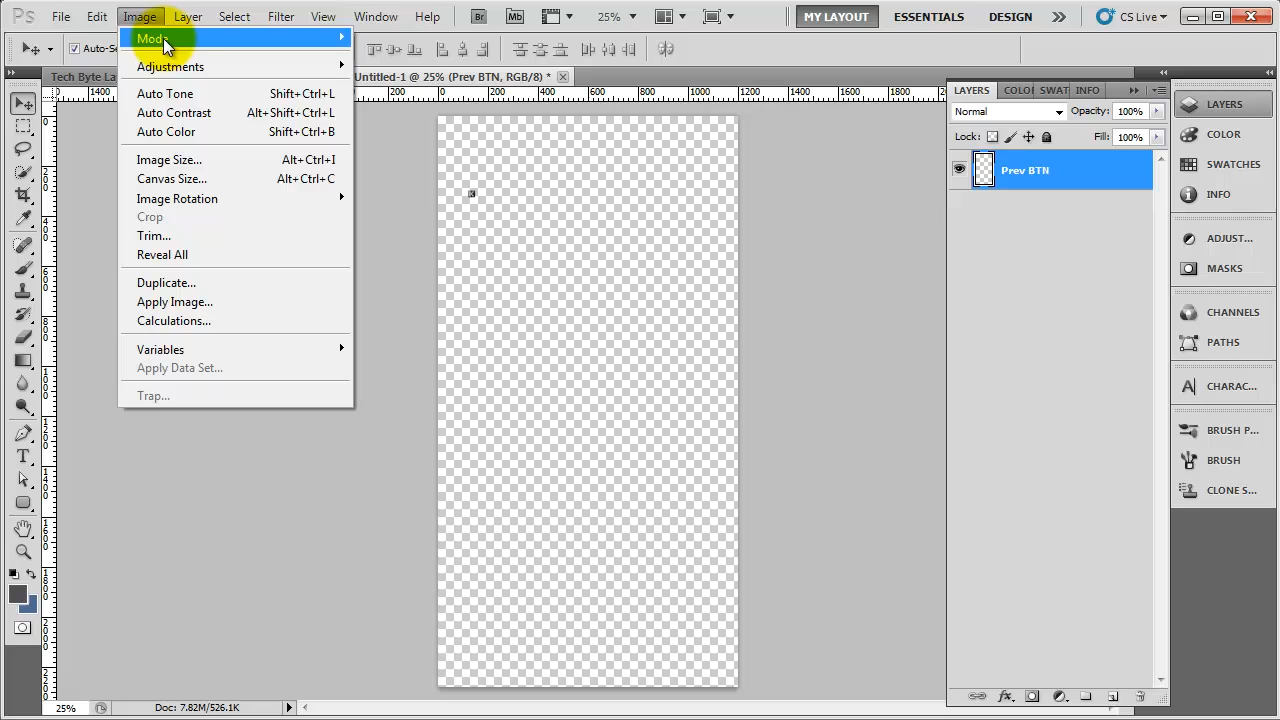 Ps File Edit Image Layer Select Filter View Window Help Br Mb 25% MY LAYOUT ESSENTIALS DESIGN CS Live
Auto-Se
Tech Byte La Untitled-1 @ 25% (Prev BTN, RGB/8) *
1400 200 0 200 400 600 800 1000 1200 1400 1600 1800 2000
Mode
Adjustments
Auto Tone Shift+Ctrl+L
Auto Contrast Alt+Shift+Ctrl+L
Auto Color Shift+Ctrl+B
Image Size... Alt+Ctrl+I
Canvas Size... Alt+Ctrl+C
Image Rotation
Crop
Trim...
Reveal All
Duplicate...
Apply Image...
Calculations...
Variables
Apply Data Set...
Trap...
LAYERS COLOI SWAT INFO
Normal Opacity: 100%
Lock: Fill: 100%
Prev BTN
LAYERS
COLOR
SWATCHES
INFO
ADJUST...
MASKS
CHANNELS
PATHS
CHARAC...
BRUSH P...
BRUSH
CLONE S...
25% Doc: 7.82M/526.1K